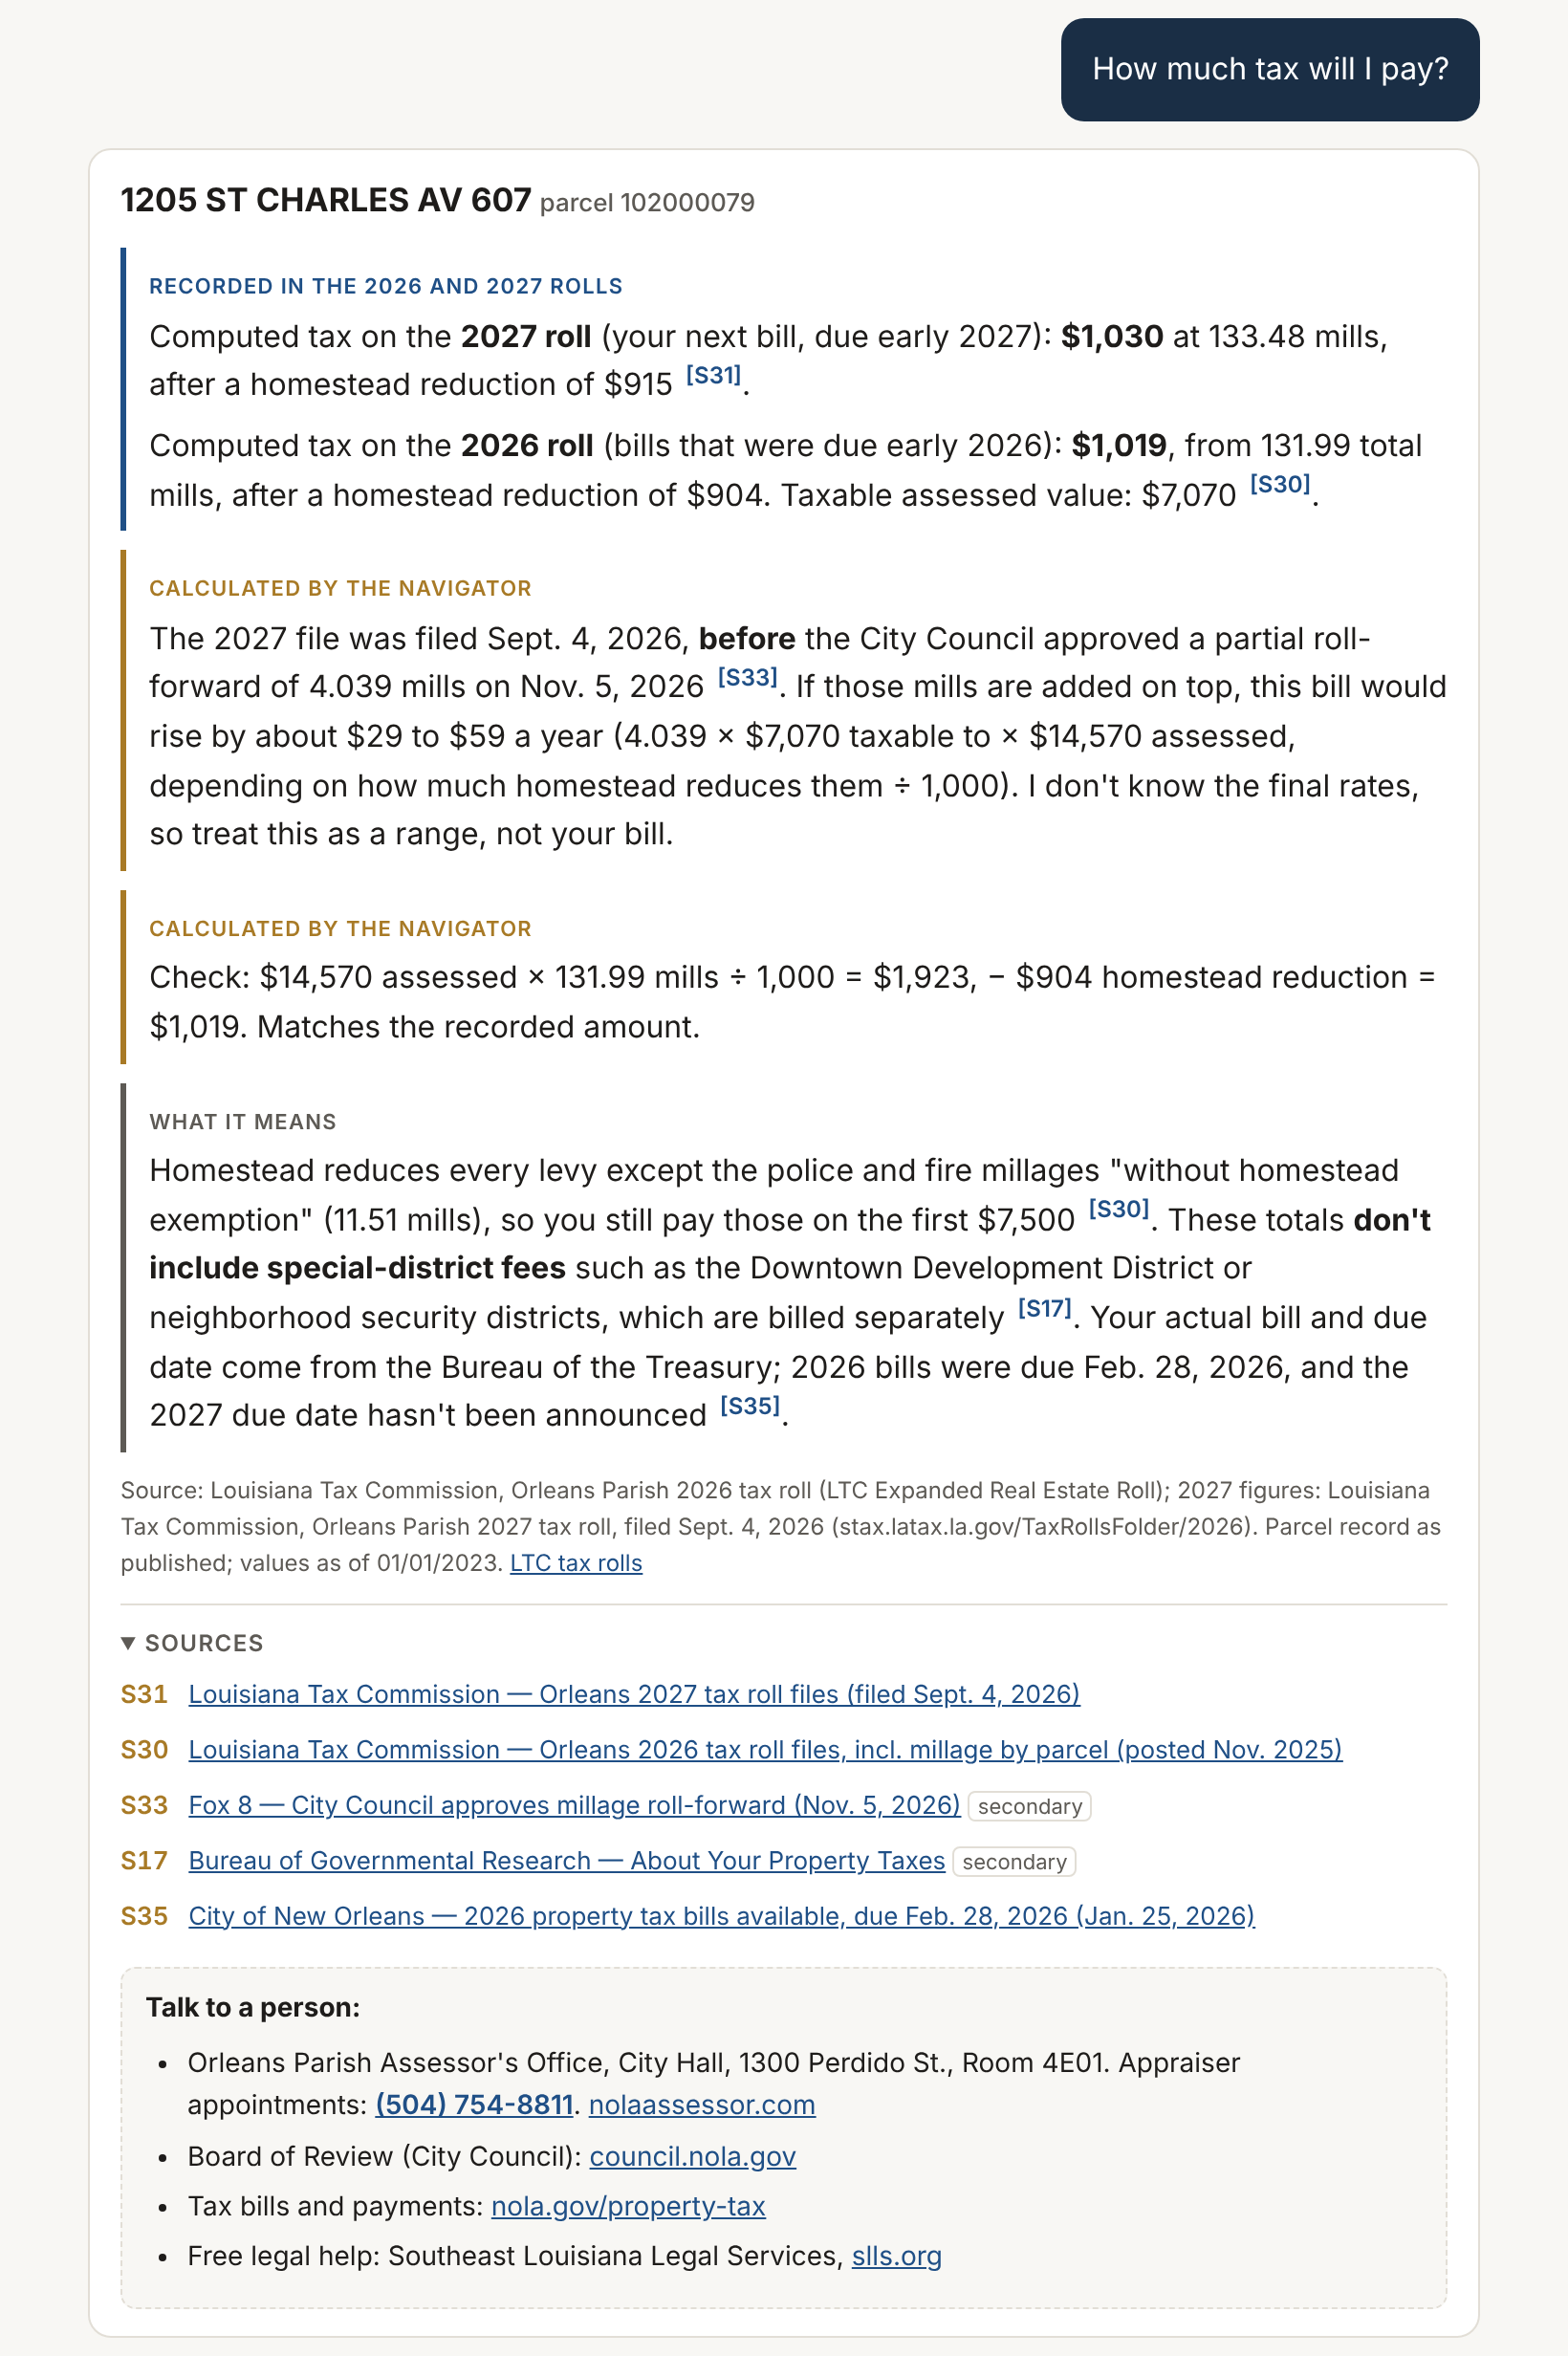 How much tax will I pay?
1205 ST CHARLES AV 607 parcel 102000079
RECORDED IN THE 2026 AND 2027 ROLLS
Computed tax on the 2027 roll (your next bill, due early 2027): $1,030 at 133.48 mills,
after a homestead reduction of $915 [S31].
Computed tax on the 2026 roll (bills that were due early 2026): $1,019, from 131.99 total
mills, after a homestead reduction of $904. Taxable assessed value: $7,070 [S30].
CALCULATED BY THE NAVIGATOR
The 2027 file was filed Sept. 4, 2026, before the City Council approved a partial roll-
forward of 4.039 mills on Nov. 5, 2026 [S33]. If those mills are added on top, this bill would
rise by about $29 to $59 a year (4.039 × $7,070 taxable to × $14,570 assessed,
depending on how much homestead reduces them ÷ 1,000). I don't know the final rates,
so treat this as a range, not your bill.
CALCULATED BY THE NAVIGATOR
Check: $14,570 assessed × 131.99 mills ÷ 1,000 = $1,923, − $904 homestead reduction =
$1,019. Matches the recorded amount.
WHAT IT MEANS
Homestead reduces every levy except the police and fire millages "without homestead
exemption" (11.51 mills), so you still pay those on the first $7,500 [S30]. These totals don't
include special-district fees such as the Downtown Development District or
neighborhood security districts, which are billed separately [S17]. Your actual bill and due
date come from the Bureau of the Treasury; 2026 bills were due Feb. 28, 2026, and the
2027 due date hasn't been announced [S35].
Source: Louisiana Tax Commission, Orleans Parish 2026 tax roll (LTC Expanded Real Estate Roll); 2027 figures: Louisiana
Tax Commission, Orleans Parish 2027 tax roll, filed Sept. 4, 2026 (stax.latax.la.gov/TaxRollsFolder/2026). Parcel record as
published; values as of 01/01/2023. LTC tax rolls
▼ SOURCES
S31 Louisiana Tax Commission — Orleans 2027 tax roll files (filed Sept. 4, 2026)
S30 Louisiana Tax Commission — Orleans 2026 tax roll files, incl. millage by parcel (posted Nov. 2025)
S33 Fox 8 — City Council approves millage roll-forward (Nov. 5, 2026) secondary
S17 Bureau of Governmental Research — About Your Property Taxes secondary
S35 City of New Orleans — 2026 property tax bills available, due Feb. 28, 2026 (Jan. 25, 2026)
Talk to a person:
• Orleans Parish Assessor's Office, City Hall, 1300 Perdido St., Room 4E01. Appraiser
appointments: (504) 754-8811. nolaassessor.com
• Board of Review (City Council): council.nola.gov
• Tax bills and payments: nola.gov/property-tax
• Free legal help: Southeast Louisiana Legal Services, slls.org